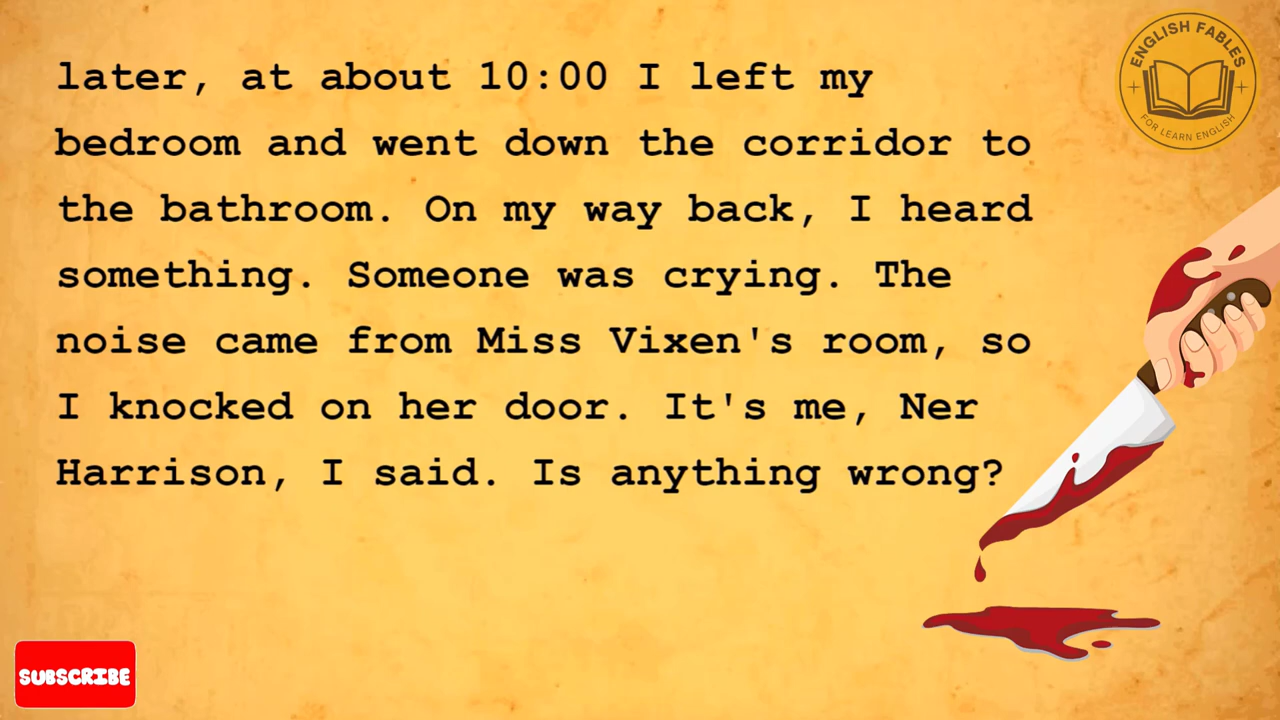 later, at about 10:00 I left my
bedroom and went down the corridor to
the bathroom. On my way back, I heard
something. Someone was crying. The
noise came from Miss Vixen's room, so
I knocked on her door. It's me, Ner
Harrison, I said. Is anything wrong?
ENGLISH FABLES
FOR LEARN ENGLISH
SUBSCRIBE